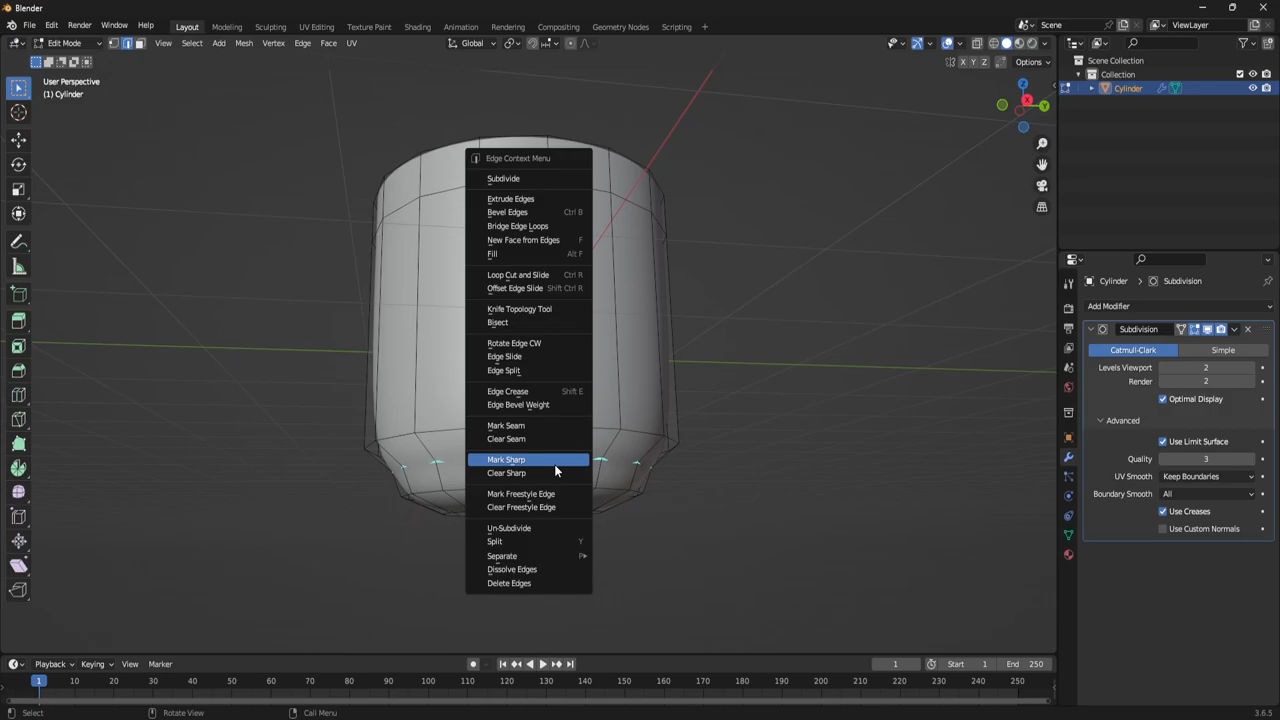 Blender
File Edit Render Window Help
Layout Modeling Sculpting UV Editing Texture Paint Shading Animation Rendering Compositing Geometry Nodes Scripting +
Scene
ViewLayer
Edit Mode
View Select Add Mesh Vertex Edge Face UV
Global
X Y Z
Options
User Perspective
(1) Cylinder
Z
X
Y
Scene Collection
Collection
Cylinder
Edge Context Menu
Subdivide
Extrude Edges
Bevel Edges Ctrl B
Bridge Edge Loops
New Face from Edges F
Fill Alt F
Loop Cut and Slide Ctrl R
Offset Edge Slide Shift Ctrl R
Knife Topology Tool
Bisect
Rotate Edge CW
Edge Slide
Edge Split
Edge Crease Shift E
Edge Bevel Weight
Mark Seam
Clear Seam
Mark Sharp
Clear Sharp
Mark Freestyle Edge
Clear Freestyle Edge
Un-Subdivide
Split Y
Separate P
Dissolve Edges
Delete Edges
Cylinder > Subdivision
Add Modifier
Subdivision
Catmull-Clark Simple
Levels Viewport 2
Render 2
Optimal Display
Advanced
Use Limit Surface
Quality 3
UV Smooth Keep Boundaries
Boundary Smooth All
Use Creases
Use Custom Normals
Playback Keying View Marker
1
Start 1
End 250
1 10 20 30 40 50 60 70 80 90 100 110 120 130 140 150 160 170 180 190 200 210 220 230 240 250
Select
Rotate View
Call Menu
3.6.5